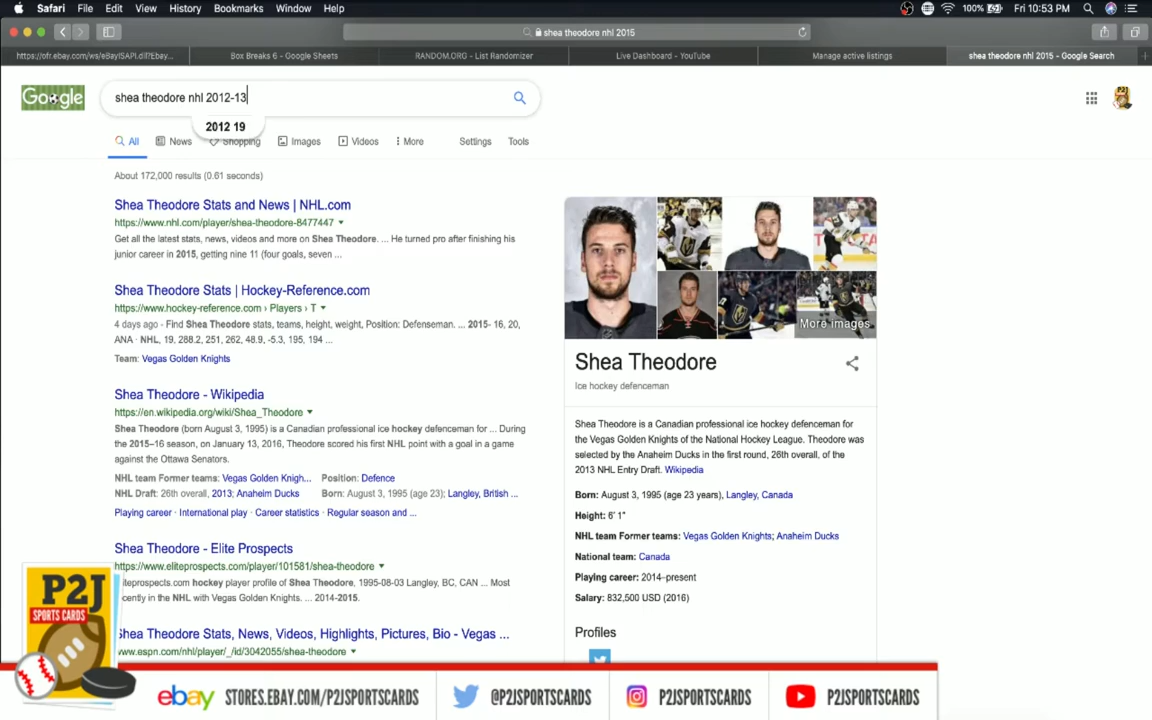 Safari File Edit View History Bookmarks Window Help 100% Fri 10:53 PM
shea theodore nhl 2015
https://ofr.ebay.com/ws/eBayISAPI.dll?Ebay... Box Breaks 6 - Google Sheets RANDOM.ORG - List Randomizer Live Dashboard - YouTube Manage active listings shea theodore nhl 2015 - Google Search
Google shea theodore nhl 2012-13
2012 19
All News Shopping Images Videos More Settings Tools
About 172,000 results (0.61 seconds)
Shea Theodore Stats and News | NHL.com
https://www.nhl.com/player/shea-theodore-8477447
Get all the latest stats, news, videos and more on Shea Theodore. ... He turned pro after finishing his
junior career in 2015, getting nine 11 (four goals, seven ...
Shea Theodore Stats | Hockey-Reference.com
https://www.hockey-reference.com › Players › T
4 days ago - Find Shea Theodore stats, teams, height, weight, Position: Defenseman. ... 2015- 16, 20,
ANA · NHL, 19, 288.2, 251, 262, 48.9, -5.3, 195, 194 ...
Team: Vegas Golden Knights
Shea Theodore - Wikipedia
https://en.wikipedia.org/wiki/Shea_Theodore
Shea Theodore (born August 3, 1995) is a Canadian professional ice hockey defenceman for ... During
the 2015–16 season, on January 13, 2016, Theodore scored his first NHL point with a goal in a game
against the Ottawa Senators.
NHL team Former teams: Vegas Golden Knigh... Position: Defence
NHL Draft: 26th overall, 2013; Anaheim Ducks Born: August 3, 1995 (age 23); Langley, British ...
Playing career · International play · Career statistics · Regular season and ...
Shea Theodore - Elite Prospects
https://www.eliteprospects.com/player/101581/shea-theodore
liteprospects.com hockey player profile of Shea Theodore, 1995-08-03 Langley, BC, CAN ... Most
cently in the NHL with Vegas Golden Knights. ... 2014-2015.
Shea Theodore Stats, News, Videos, Highlights, Pictures, Bio - Vegas ...
www.espn.com/nhl/player/_/id/3042055/shea-theodore
More images
Shea Theodore
Ice hockey defenceman
Shea Theodore is a Canadian professional ice hockey defenceman for
the Vegas Golden Knights of the National Hockey League. Theodore was
selected by the Anaheim Ducks in the first round, 26th overall, of the
2013 NHL Entry Draft. Wikipedia
Born: August 3, 1995 (age 23 years), Langley, Canada
Height: 6′ 1″
NHL team Former teams: Vegas Golden Knights; Anaheim Ducks
National team: Canada
Playing career: 2014–present
Salary: 832,500 USD (2016)
Profiles
P2J
SPORTS CARDS
ebay STORES.EBAY.COM/P2JSPORTSCARDS @P2JSPORTSCARDS P2JSPORTSCARDS P2JSPORTSCARDS